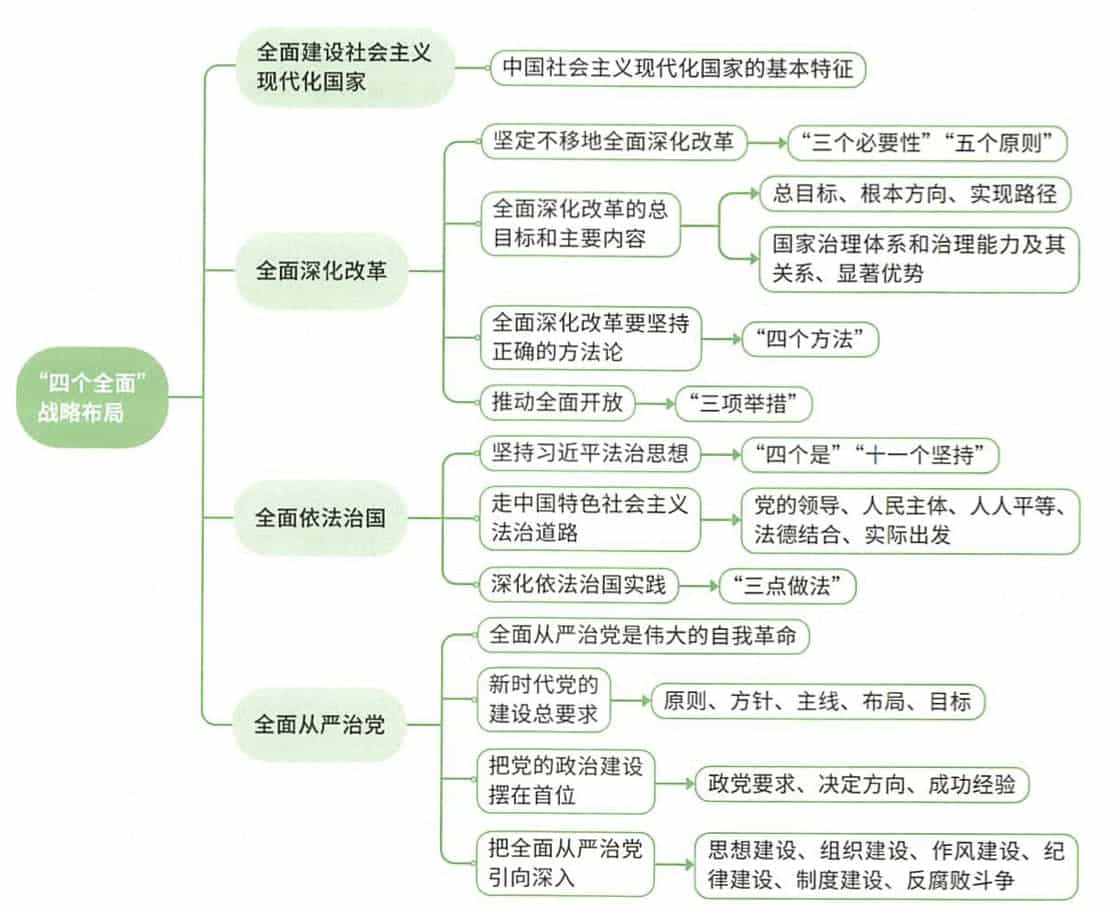 全面建设社会主义
现代化国家
中国社会主义现代化国家的基本特征
坚定不移地全面深化改革
“三个必要性”“五个原则”
全面深化改革的总
目标和主要内容
总目标、根本方向、实现路径
国家治理体系和治理能力及其
关系、显著优势
全面深化改革
全面深化改革要坚持
正确的方法论
“四个方法”
推动全面开放
“三项举措”
“四个全面”
战略布局
坚持习近平法治思想
“四个是”“十一个坚持”
全面依法治国
走中国特色社会主义
法治道路
党的领导、人民主体、人人平等、
法德结合、实际出发
深化依法治国实践
“三点做法”
全面从严治党是伟大的自我革命
新时代党的
建设总要求
原则、方针、主线、布局、目标
全面从严治党
把党的政治建设
摆在首位
政党要求、决定方向、成功经验
把全面从严治党
引向深入
思想建设、组织建设、作风建设、纪
律建设、制度建设、反腐败斗争